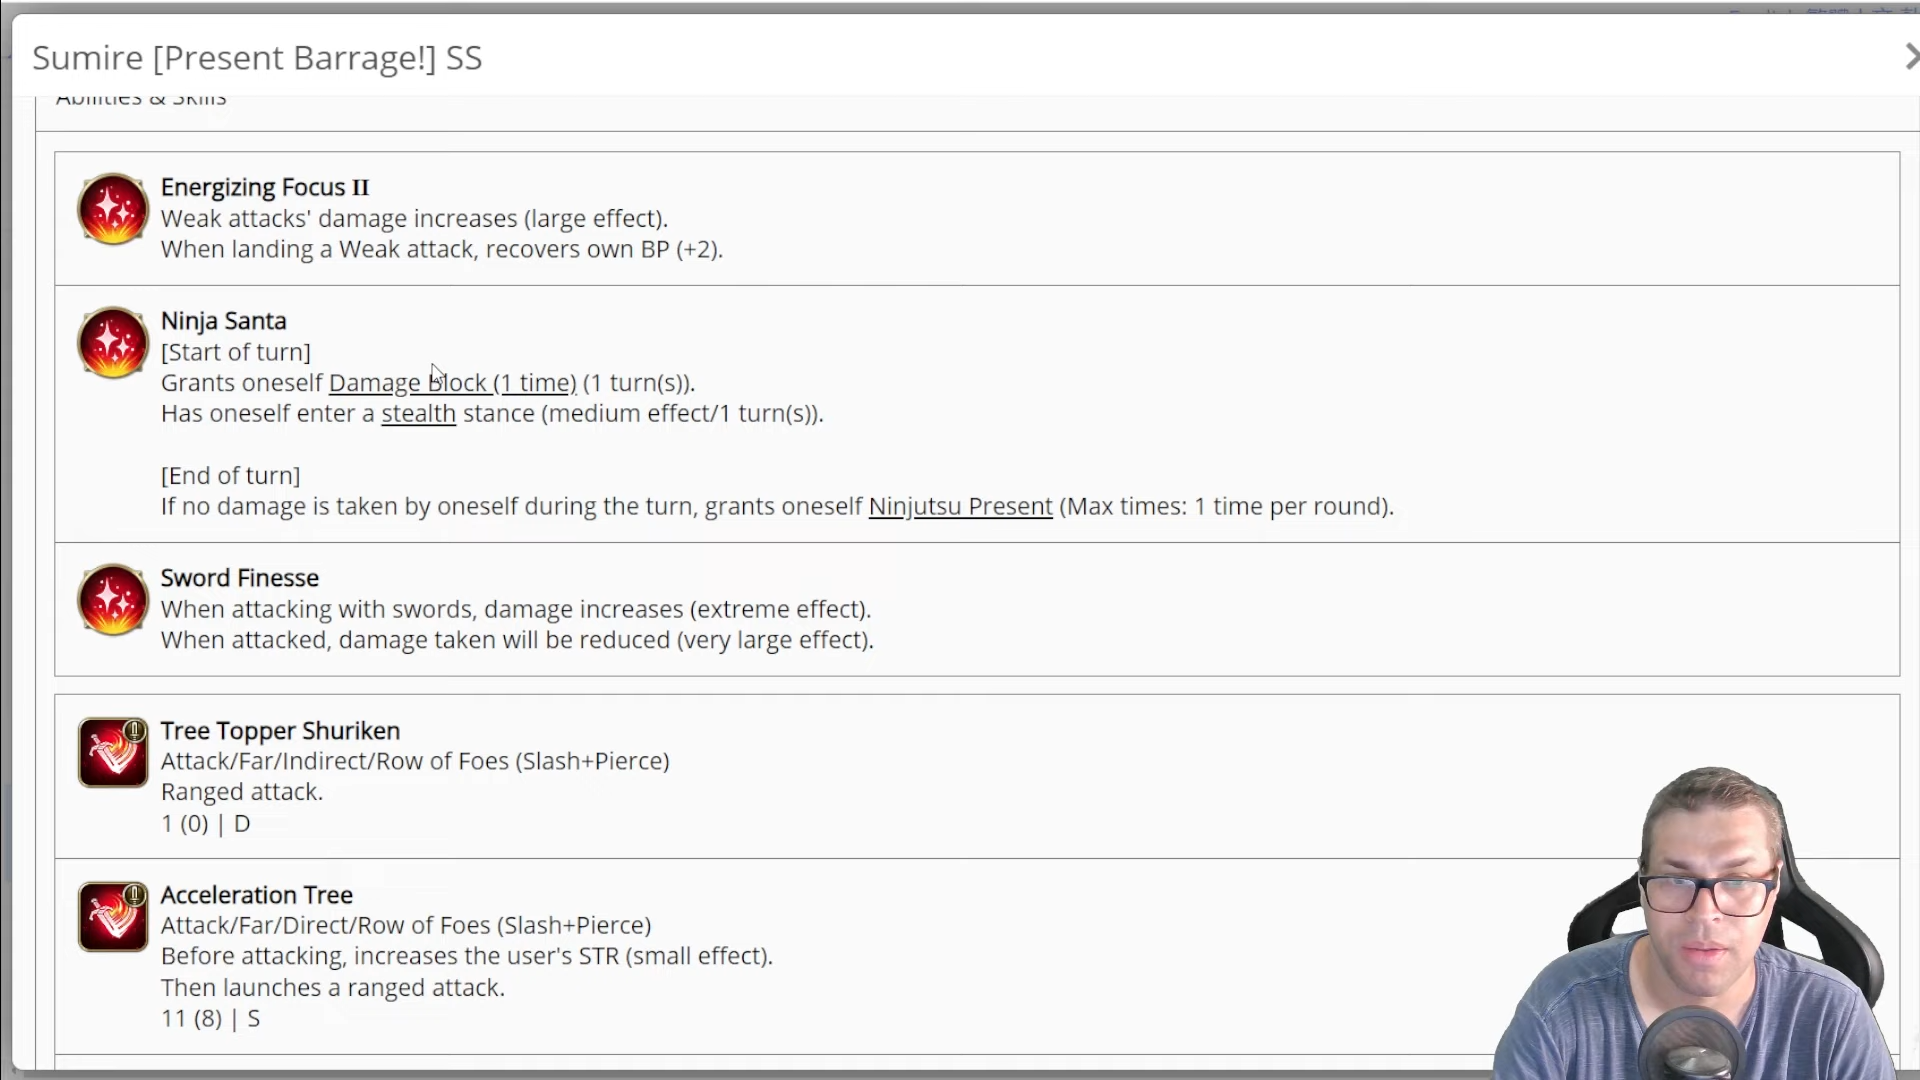 Sumire [Present Barrage!] SS
Abilities & Skills
Energizing Focus II
Weak attacks' damage increases (large effect).
When landing a Weak attack, recovers own BP (+2).
Ninja Santa
[Start of turn]
Grants oneself Damage Block (1 time) (1 turn(s)).
Has oneself enter a stealth stance (medium effect/1 turn(s)).
[End of turn]
If no damage is taken by oneself during the turn, grants oneself Ninjutsu Present (Max times: 1 time per round).
Sword Finesse
When attacking with swords, damage increases (extreme effect).
When attacked, damage taken will be reduced (very large effect).
Tree Topper Shuriken
Attack/Far/Indirect/Row of Foes (Slash+Pierce)
Ranged attack.
1 (0) | D
Acceleration Tree
Attack/Far/Direct/Row of Foes (Slash+Pierce)
Before attacking, increases the user's STR (small effect).
Then launches a ranged attack.
11 (8) | S